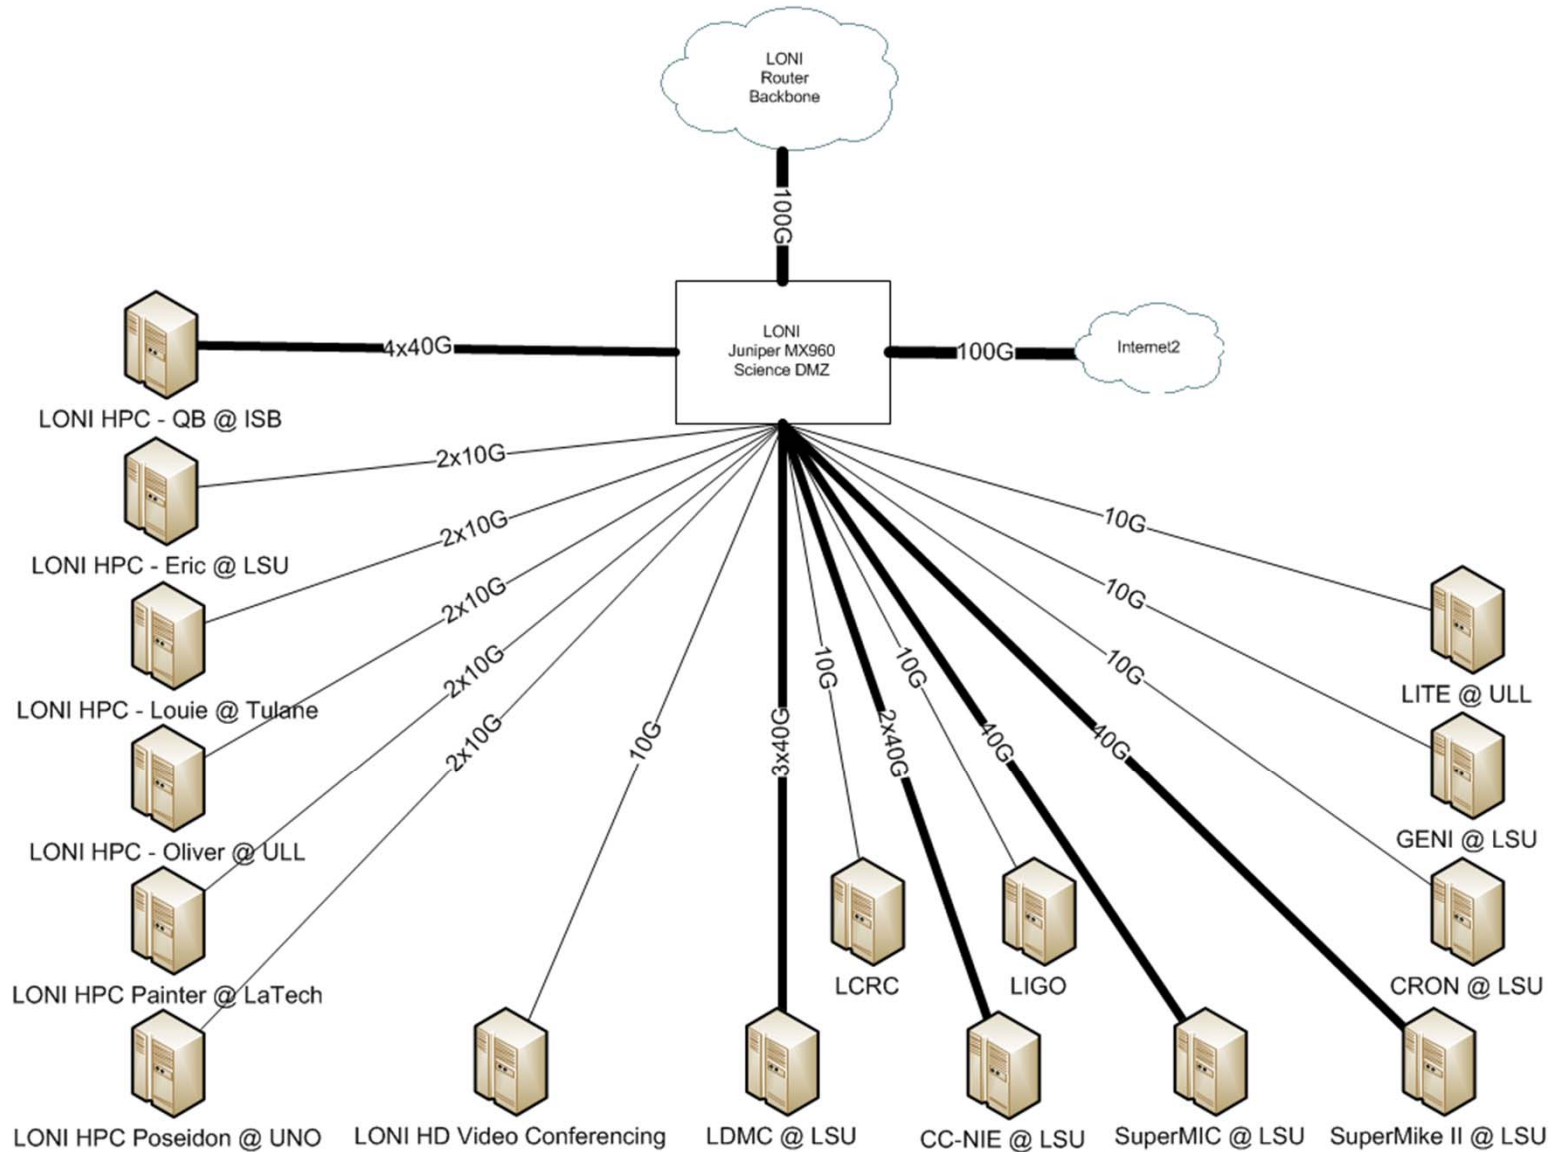 LONI
Router
Backbone
100G
LONI
Juniper MX960
Science DMZ
4x40G
100G
Internet2
LONI HPC - QB @ ISB
2x10G
LONI HPC - Eric @ LSU
2x10G
10G
LONI HPC - Louie @ Tulane
2x10G
10G
LITE @ ULL
LONI HPC - Oliver @ ULL
2x10G
10G
GENI @ LSU
LONI HPC Painter @ LaTech
2x10G
10G
3x40G
10G
2x40G
10G
40G
40G
LCRC
LIGO
CRON @ LSU
LONI HPC Poseidon @ UNO
LONI HD Video Conferencing
LDMC @ LSU
CC-NIE @ LSU
SuperMIC @ LSU
SuperMike II @ LSU